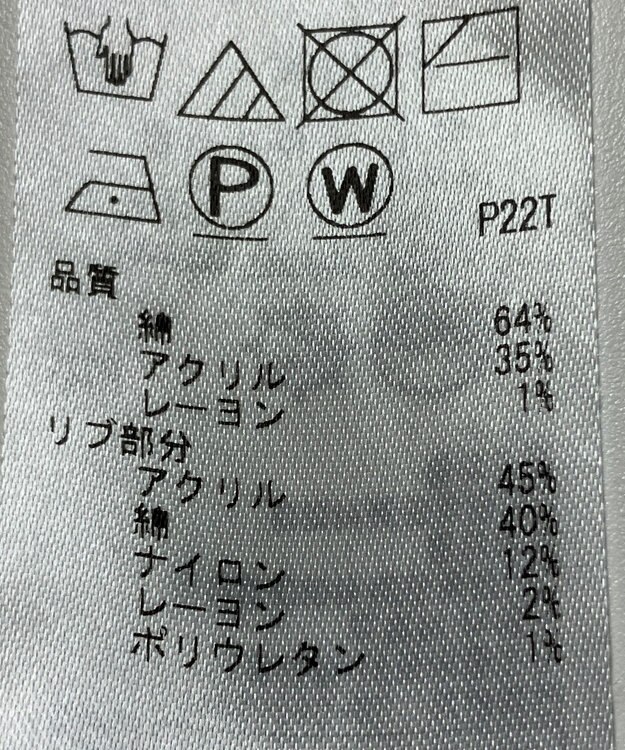 P W P22T
品質
綿 64%
アクリル 35%
レーヨン 1%
リブ部分
アクリル 45%
綿 40%
ナイロン 12%
レーヨン 2%
ポリウレタン 1%